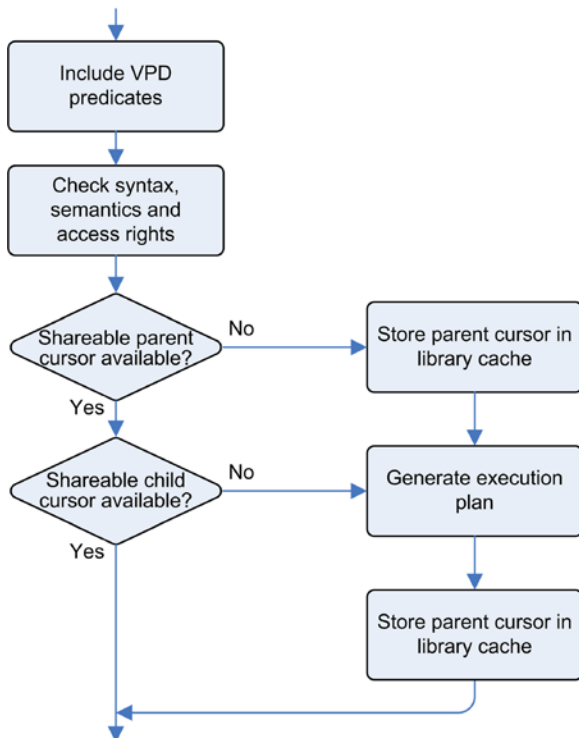 Include VPD
predicates
Check syntax,
semantics and
access rights
Shareable parent
cursor available?
No
Store parent cursor in
library cache
Yes
Shareable child
cursor available?
No
Generate execution
plan
Yes
Store parent cursor in
library cache